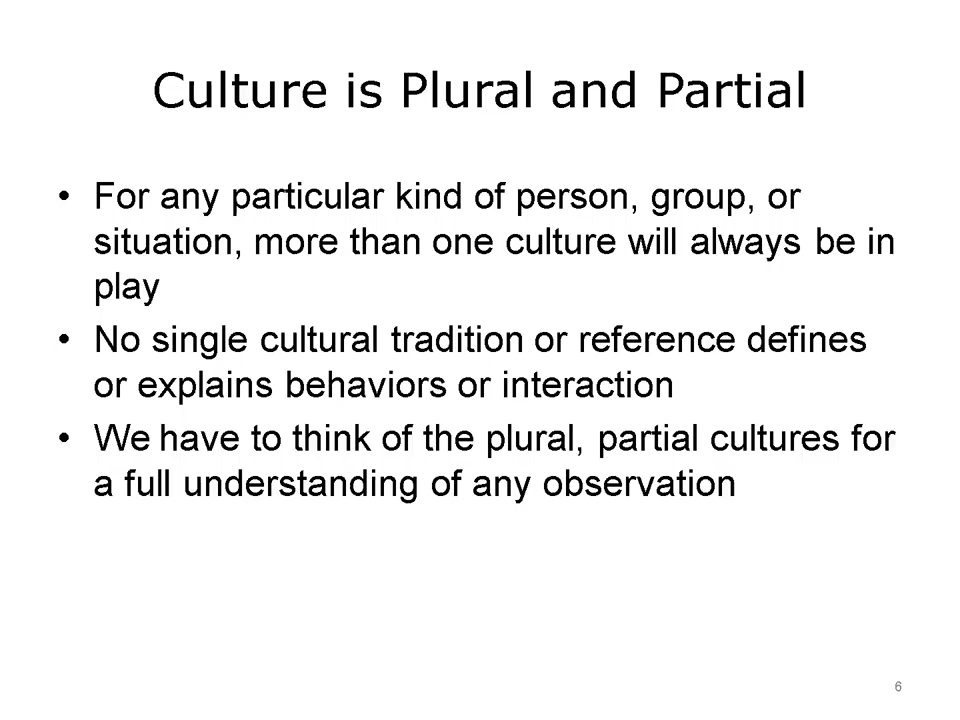 Culture is Plural and Partial
• For any particular kind of person, group, or
situation, more than one culture will always be in
play
• No single cultural tradition or reference defines
or explains behaviors or interaction
• We have to think of the plural, partial cultures for
a full understanding of any observation
6